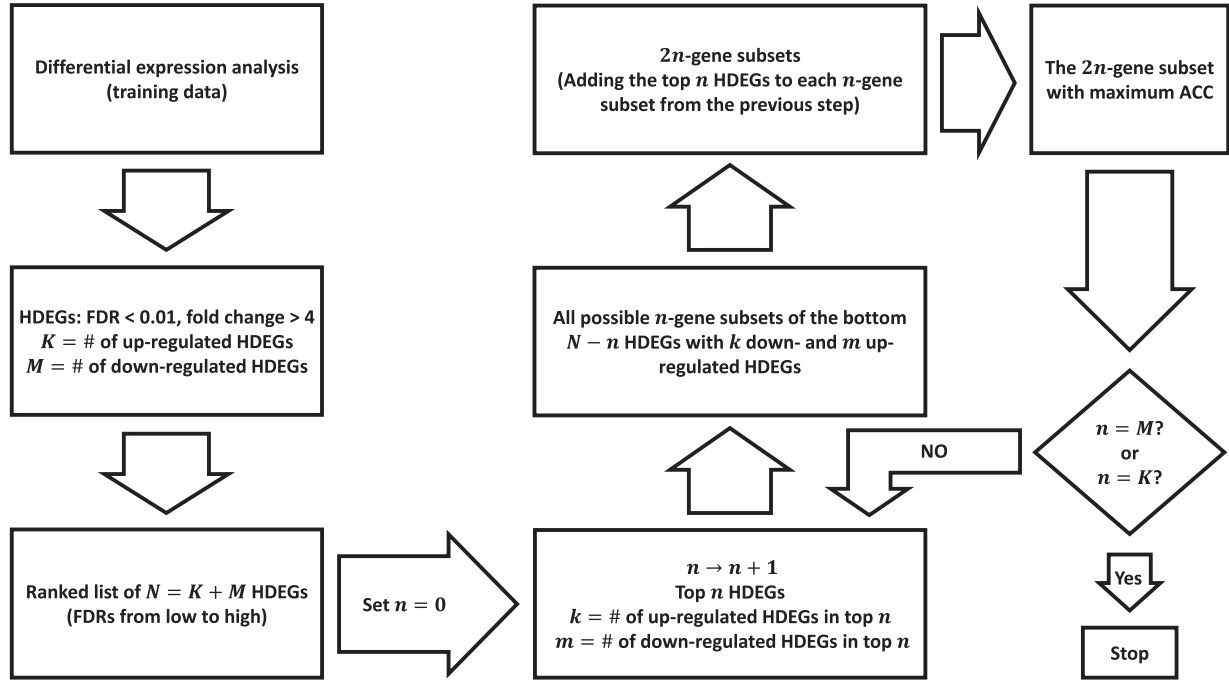 Differential expression analysis
(training data)
HDEGs: FDR < 0.01, fold change > 4
K = # of up-regulated HDEGs
M = # of down-regulated HDEGs
Ranked list of N = K + M HDEGs
(FDRs from low to high)
Set n = 0
n → n + 1
Top n HDEGs
k = # of up-regulated HDEGs in top n
m = # of down-regulated HDEGs in top n
All possible n-gene subsets of the bottom
N − n HDEGs with k down- and m up-
regulated HDEGs
2n-gene subsets
(Adding the top n HDEGs to each n-gene
subset from the previous step)
The 2n-gene subset
with maximum ACC
n = M?
or
n = K?
NO
Yes
Stop